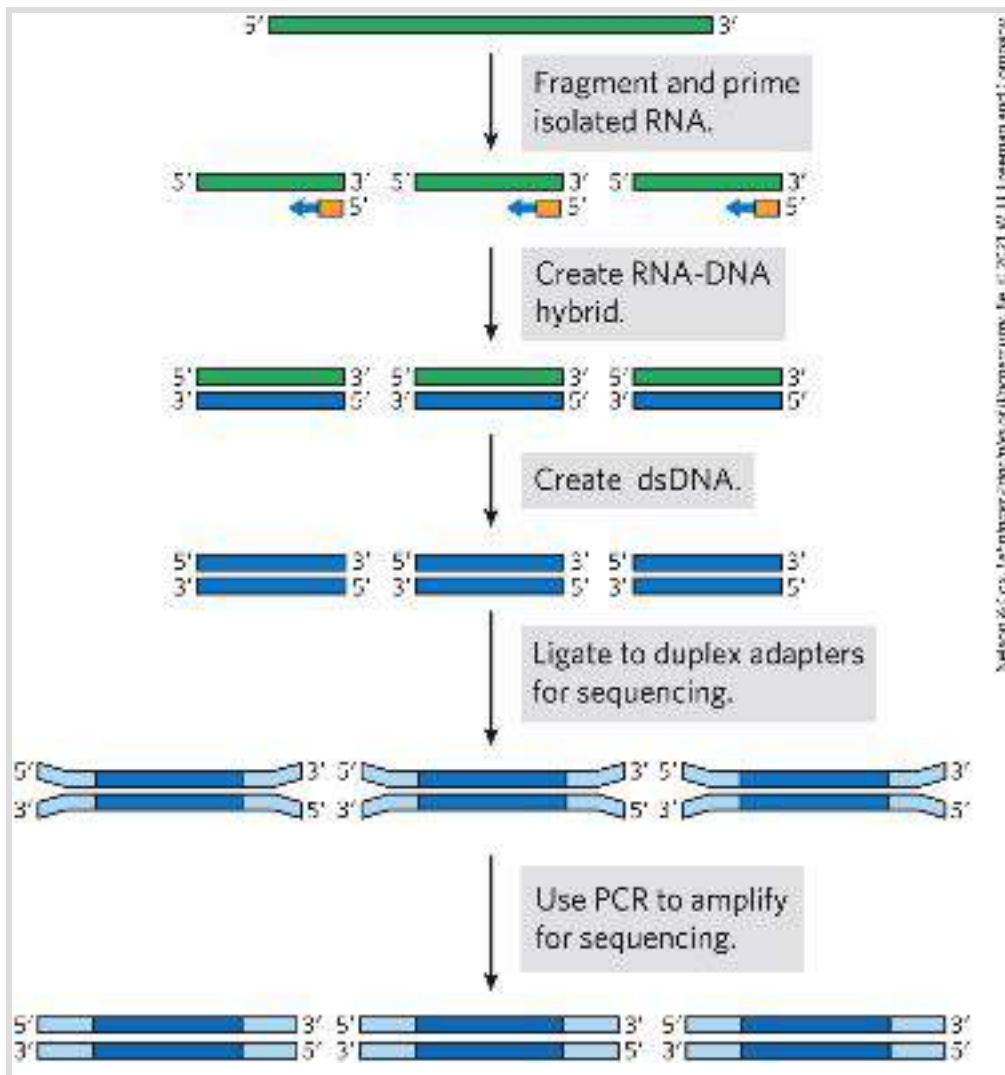 5′ 3′
Fragment and prime
isolated RNA.
5′ 3′ 5′ 3′ 5′ 3′
5′ 5′ 5′
Create RNA-DNA
hybrid.
5′ 3′ 5′ 3′ 5′ 3′
3′ 5′ 3′ 5′ 3′ 5′
Create dsDNA.
5′ 3′ 5′ 3′ 5′ 3′
3′ 5′ 3′ 5′ 3′ 5′
Ligate to duplex adapters
for sequencing.
5′ 3′ 5′ 3′ 5′ 3′
3′ 5′ 3′ 5′ 3′ 5′
Use PCR to amplify
for sequencing.
5′ 3′ 5′ 3′ 5′ 3′
3′ 5′ 3′ 5′ 3′ 5′